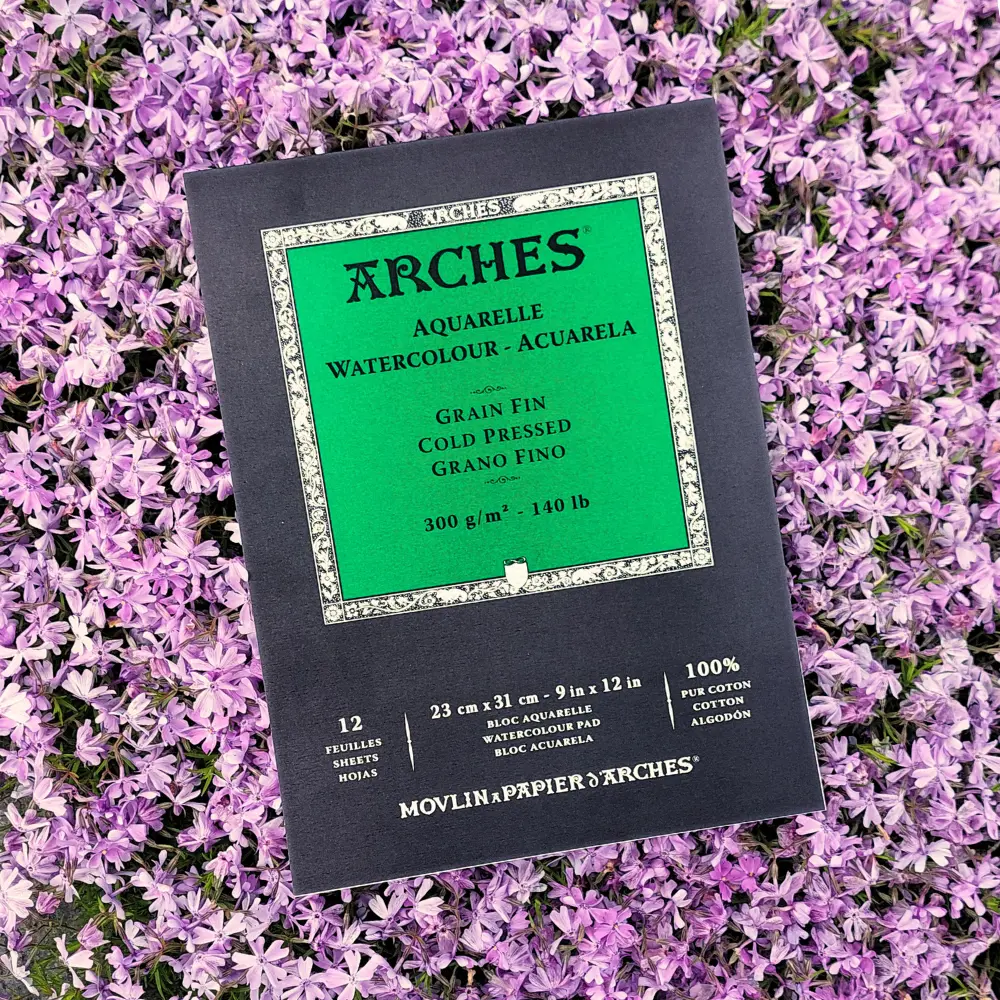 ARCHES
ARCHES®
AQUARELLE
WATERCOLOUR - ACUARELA
GRAIN FIN
COLD PRESSED
GRANO FINO
300 g/m² - 140 lb
12
FEUILLES
SHEETS
HOJAS
23 cm x 31 cm - 9 in x 12 in
BLOC AQUARELLE
WATERCOLOUR PAD
BLOC ACUARELA
100%
PUR COTON
COTTON
ALGODÓN
MOVLIN A PAPIER D'ARCHES®